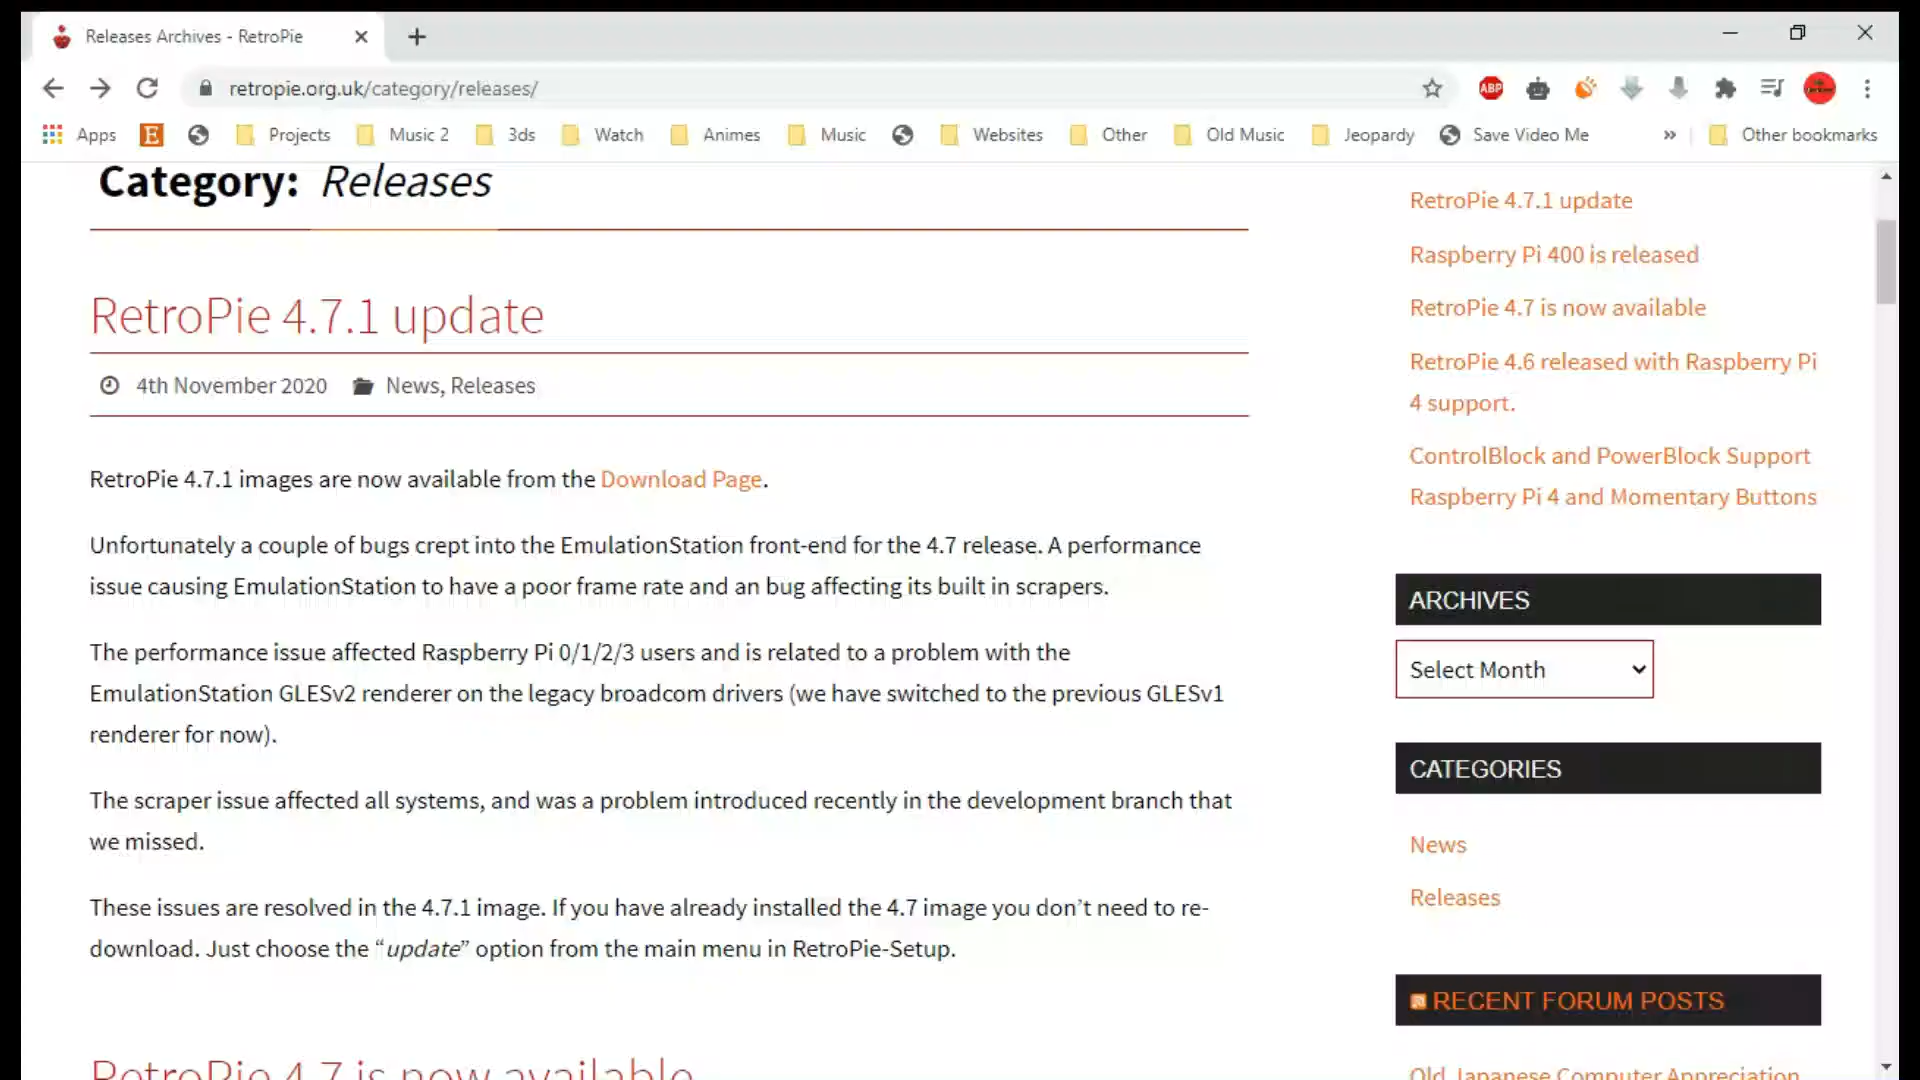 Releases Archives - RetroPie
retropie.org.uk/category/releases/
ABP
Apps
E
Projects
Music 2
3ds
Watch
Animes
Music
Websites
Other
Old Music
Jeopardy
Save Video Me
»
Other bookmarks
Category: Releases
RetroPie 4.7.1 update
4th November 2020
News, Releases
RetroPie 4.7.1 images are now available from the Download Page.
Unfortunately a couple of bugs crept into the EmulationStation front-end for the 4.7 release. A performance
issue causing EmulationStation to have a poor frame rate and an bug affecting its built in scrapers.
The performance issue affected Raspberry Pi 0/1/2/3 users and is related to a problem with the
EmulationStation GLESv2 renderer on the legacy broadcom drivers (we have switched to the previous GLESv1
renderer for now).
The scraper issue affected all systems, and was a problem introduced recently in the development branch that
we missed.
These issues are resolved in the 4.7.1 image. If you have already installed the 4.7 image you don’t need to re-
download. Just choose the “update” option from the main menu in RetroPie-Setup.
RetroPie 4.7 is now available
RetroPie 4.7.1 update
Raspberry Pi 400 is released
RetroPie 4.7 is now available
RetroPie 4.6 released with Raspberry Pi
4 support.
ControlBlock and PowerBlock Support
Raspberry Pi 4 and Momentary Buttons
ARCHIVES
Select Month
CATEGORIES
News
Releases
RECENT FORUM POSTS
Old Japanese Computer Appreciation